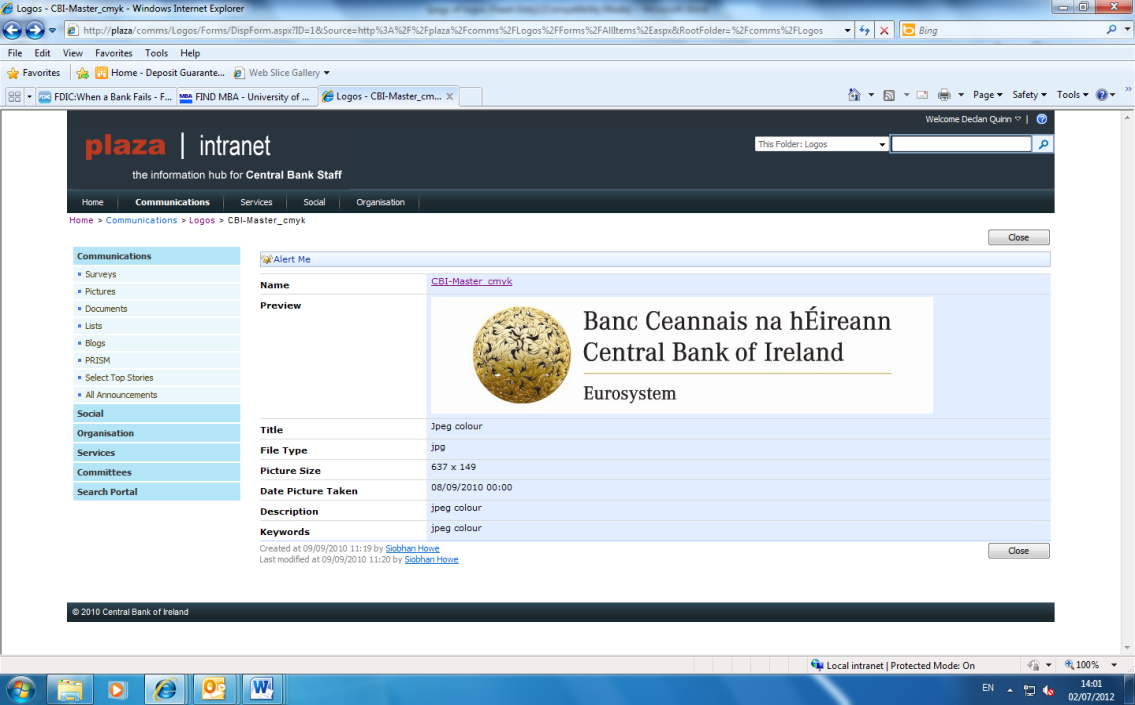 Logos - CBI-Master_cmyk - Windows Internet Explorer
http://plaza/comms/Logos/Forms/DispForm.aspx?ID=1&Source=http%3A%2F%2Fplaza%2Fcomms%2FLogos%2FForms%2FAllItems%2Easpx&RootFolder=%2Fcomms%2FLogos
Bing
File Edit View Favorites Tools Help
Favorites Home - Deposit Guarante... Web Slice Gallery
FDIC:When a Bank Fails - F... MBA FIND MBA - University of ... Logos - CBI-Master_cm... X
Page Safety Tools
Welcome Declan Quinn
plaza | intranet
This Folder: Logos
the information hub for Central Bank Staff
Home Communications Services Social Organisation
Home > Communications > Logos > CBI-Master_cmyk
Close
Communications
Surveys
Pictures
Documents
Lists
Blogs
PRISM
Select Top Stories
All Announcements
Social
Organisation
Services
Committees
Search Portal
Alert Me
Name CBI-Master_cmyk
Preview
Banc Ceannais na hÉireann
Central Bank of Ireland
Eurosystem
Title Jpeg colour
File Type jpg
Picture Size 637 x 149
Date Picture Taken 08/09/2010 00:00
Description jpeg colour
Keywords jpeg colour
Created at 09/09/2010 11:19 by Siobhan Howe
Last modified at 09/09/2010 11:20 by Siobhan Howe
Close
© 2010 Central Bank of Ireland
Local intranet | Protected Mode: On
100%
EN
14:01
02/07/2012